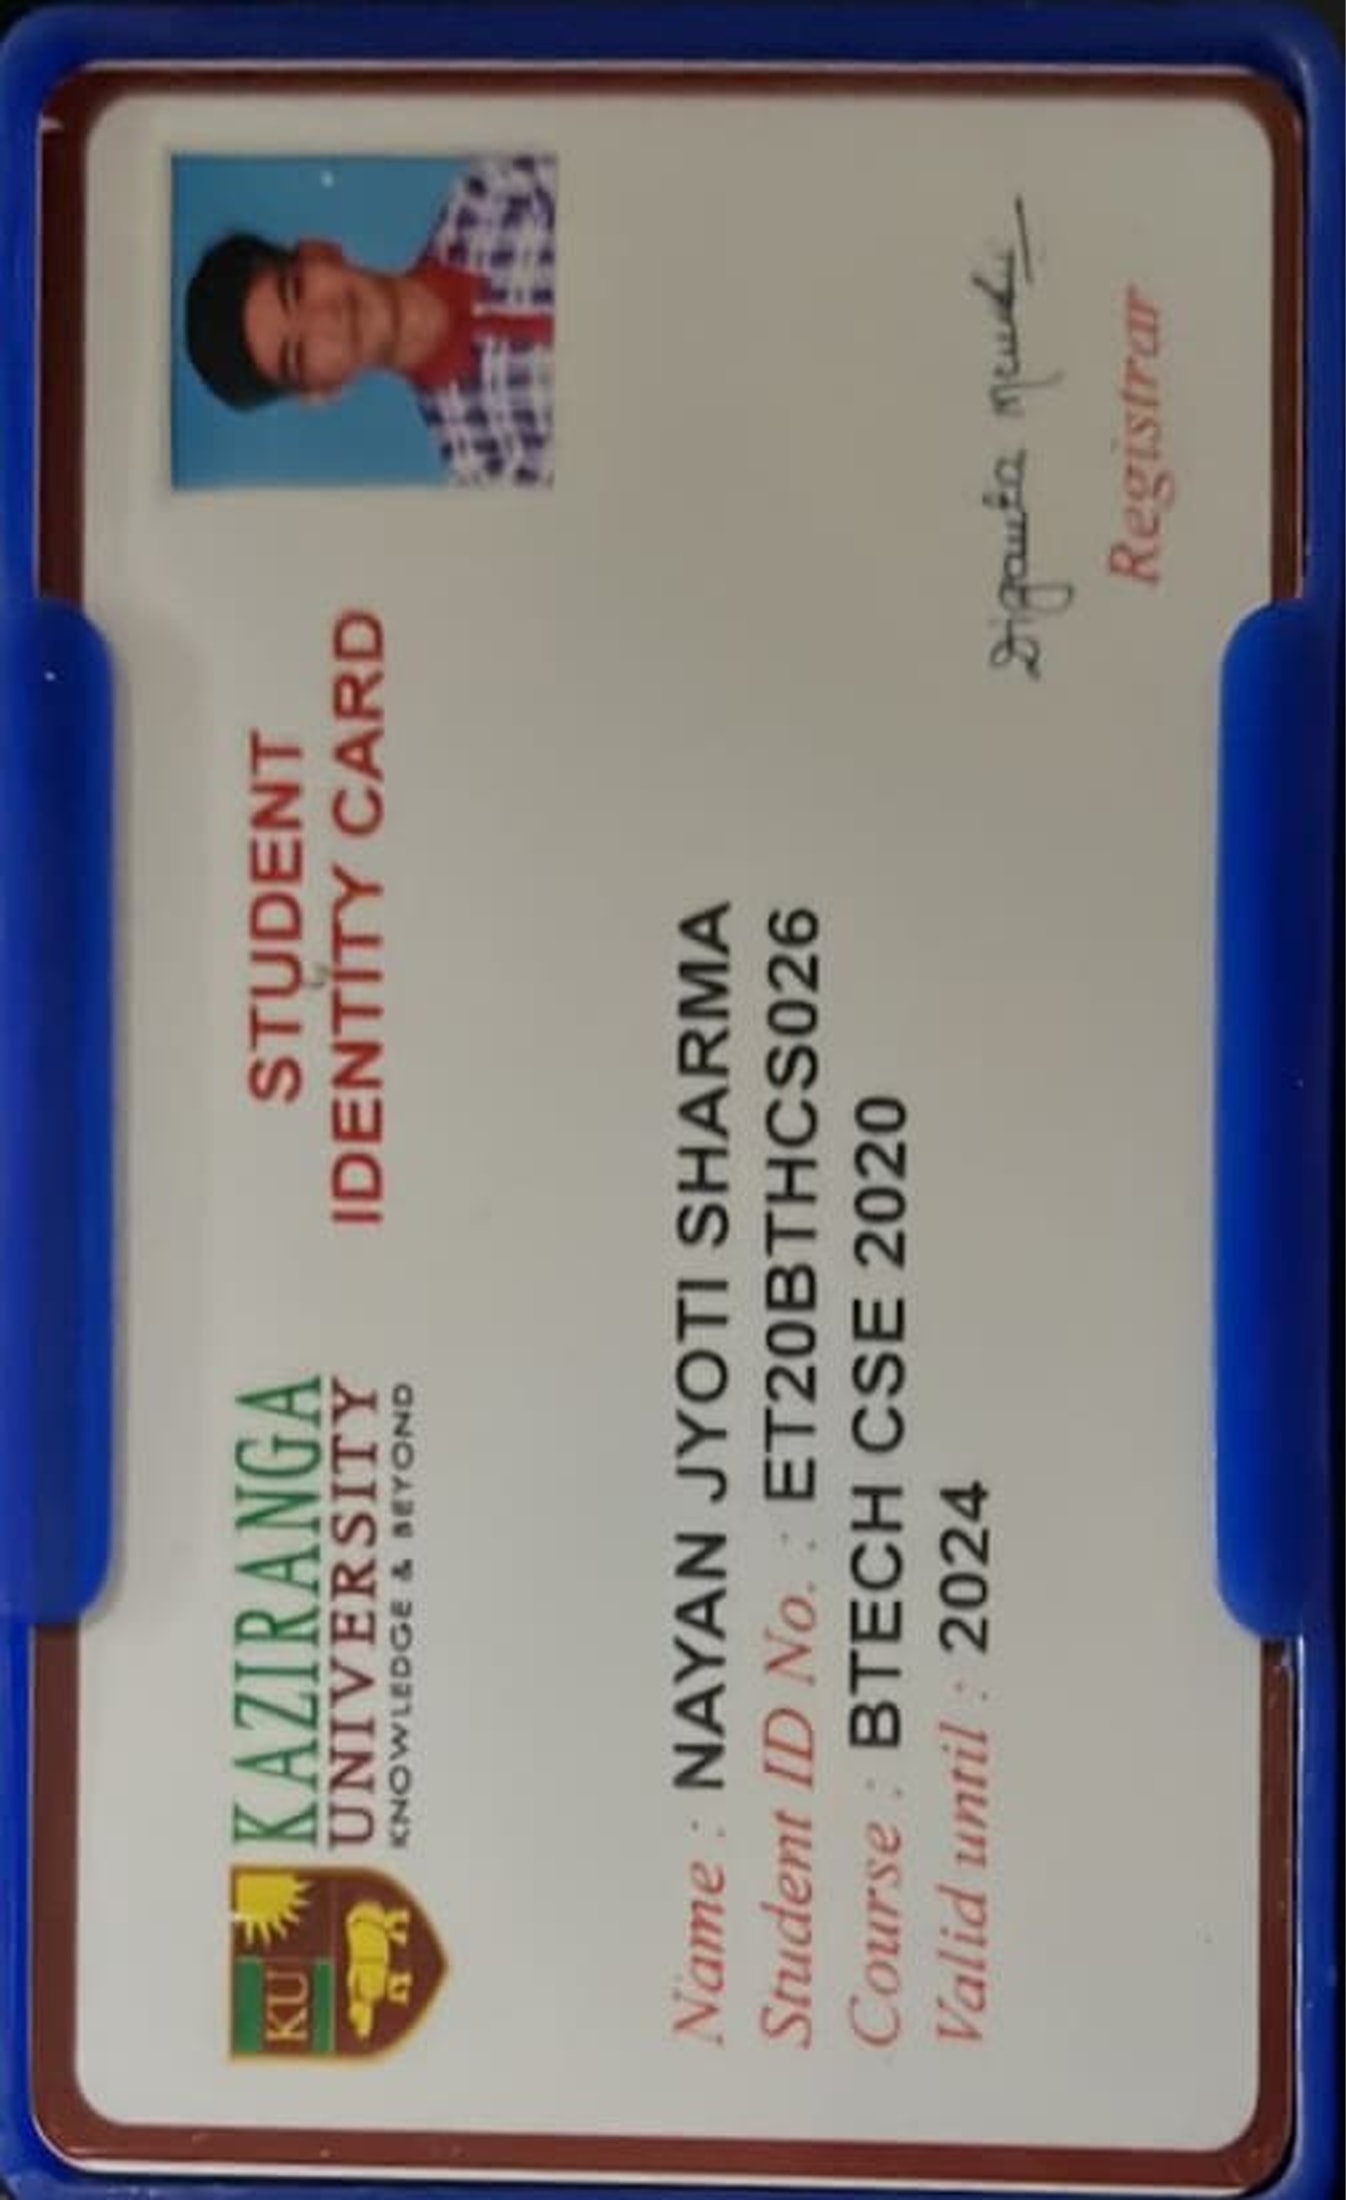 KAZIRANGA
UNIVERSITY
KNOWLEDGE & BEYOND
KU
STUDENT
IDENTITY CARD
Name : NAYAN JYOTI SHARMA
Student ID No. : ET20BTHCS026
Course : BTECH CSE 2020
Valid until : 2024
Diganta
Registrar